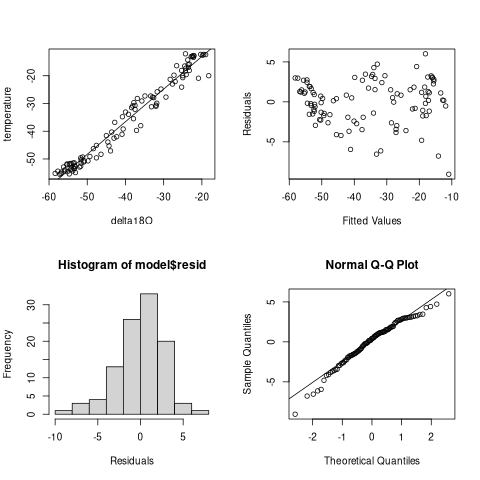 temperature
-20
-30
-40
-50
-60 -50 -40 -30 -20
delta18O
Residuals
5
0
-5
-60 -50 -40 -30 -20 -10
Fitted Values
Histogram of model$resid
Frequency
30
20
10
5
0
-10 -5 0 5
Residuals
Normal Q-Q Plot
Sample Quantiles
5
0
-5
-2 -1 0 1 2
Theoretical Quantiles